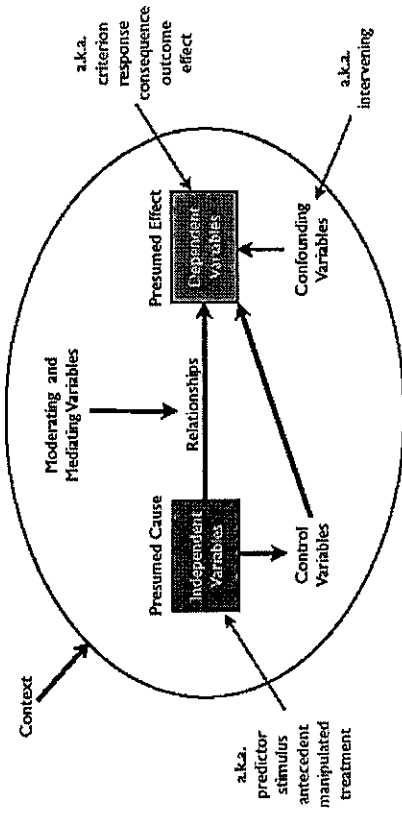 Context
Moderating and
Mediating Variables
a.k.a.
criterion
response
consequence
outcome
effect
Presumed Cause
Independent
Variables
Relationships
Presumed Effect
Dependent
Variables
Control
Variables
Confounding
Variables
a.k.a.
predictor
stimulus
antecedent
manipulated
treatment
a.k.a.
intervening